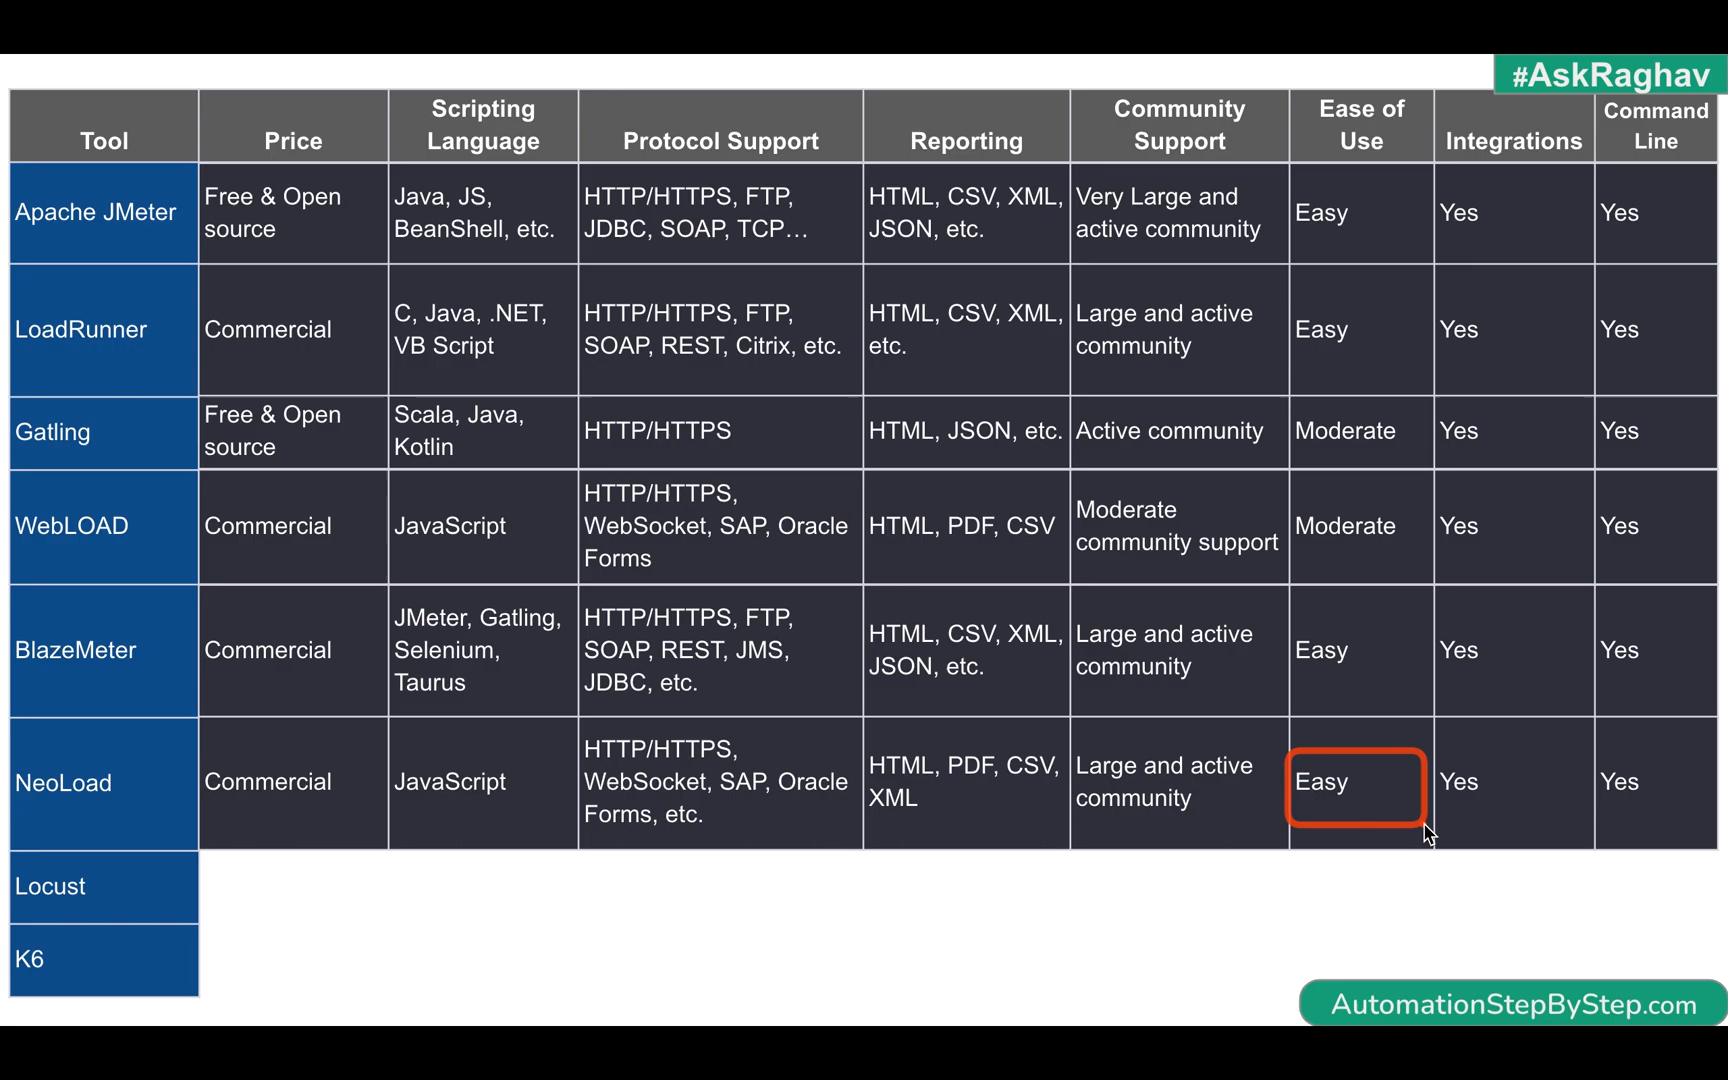 #AskRaghav
Tool
Price
Scripting
Language
Protocol Support
Reporting
Community
Support
Ease of
Use
Integrations
Command
Line
Apache JMeter
Free & Open
source
Java, JS,
BeanShell, etc.
HTTP/HTTPS, FTP,
JDBC, SOAP, TCP…
HTML, CSV, XML,
JSON, etc.
Very Large and
active community
Easy
Yes
Yes
LoadRunner
Commercial
C, Java, .NET,
VB Script
HTTP/HTTPS, FTP,
SOAP, REST, Citrix, etc.
HTML, CSV, XML,
etc.
Large and active
community
Easy
Yes
Yes
Gatling
Free & Open
source
Scala, Java,
Kotlin
HTTP/HTTPS
HTML, JSON, etc.
Active community
Moderate
Yes
Yes
WebLOAD
Commercial
JavaScript
HTTP/HTTPS,
WebSocket, SAP, Oracle
Forms
HTML, PDF, CSV
Moderate
community support
Moderate
Yes
Yes
BlazeMeter
Commercial
JMeter, Gatling,
Selenium,
Taurus
HTTP/HTTPS, FTP,
SOAP, REST, JMS,
JDBC, etc.
HTML, CSV, XML,
JSON, etc.
Large and active
community
Easy
Yes
Yes
NeoLoad
Commercial
JavaScript
HTTP/HTTPS,
WebSocket, SAP, Oracle
Forms, etc.
HTML, PDF, CSV,
XML
Large and active
community
Easy
Yes
Yes
Locust
K6
AutomationStepByStep.com